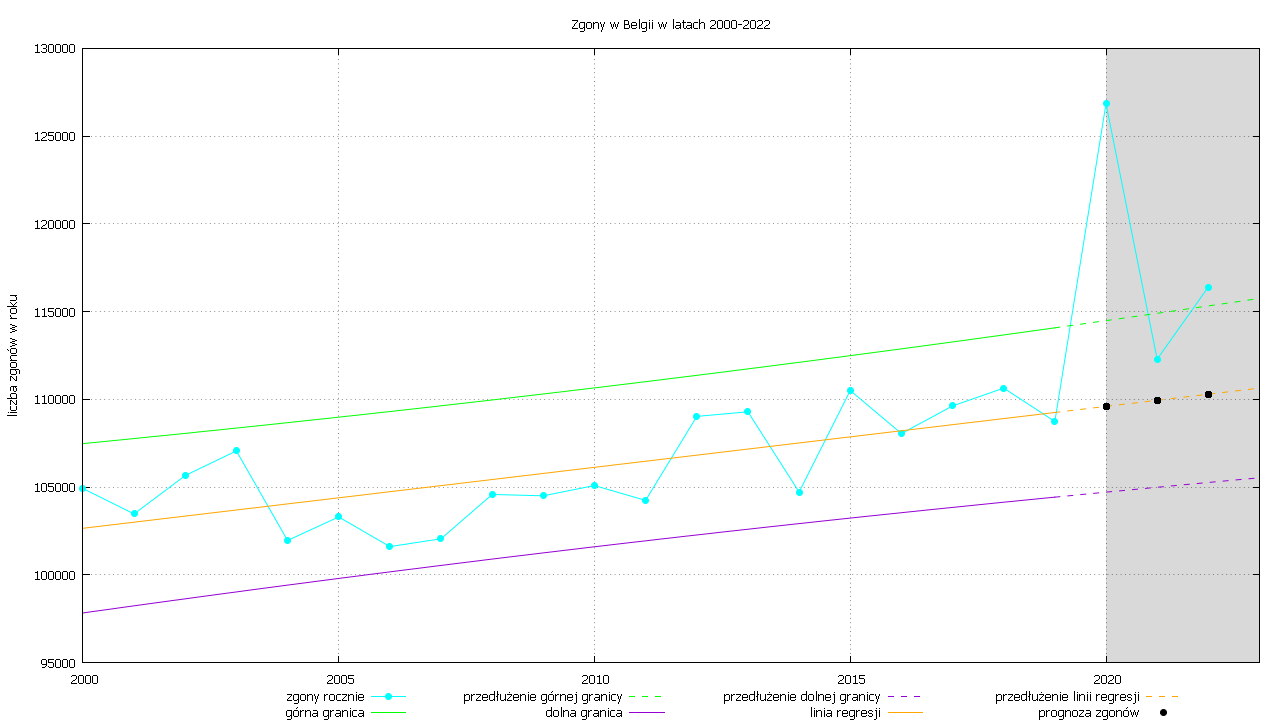 Zgony w Belgii w latach 2000-2022
130000
125000
120000
115000
110000
105000
100000
95000
liczba zgonów w roku
2000 2005 2010 2015 2020
zgony rocznie przedłużenie górnej granicy przedłużenie dolnej granicy przedłużenie linii regresji
górna granica dolna granica linia regresji prognoza zgonów